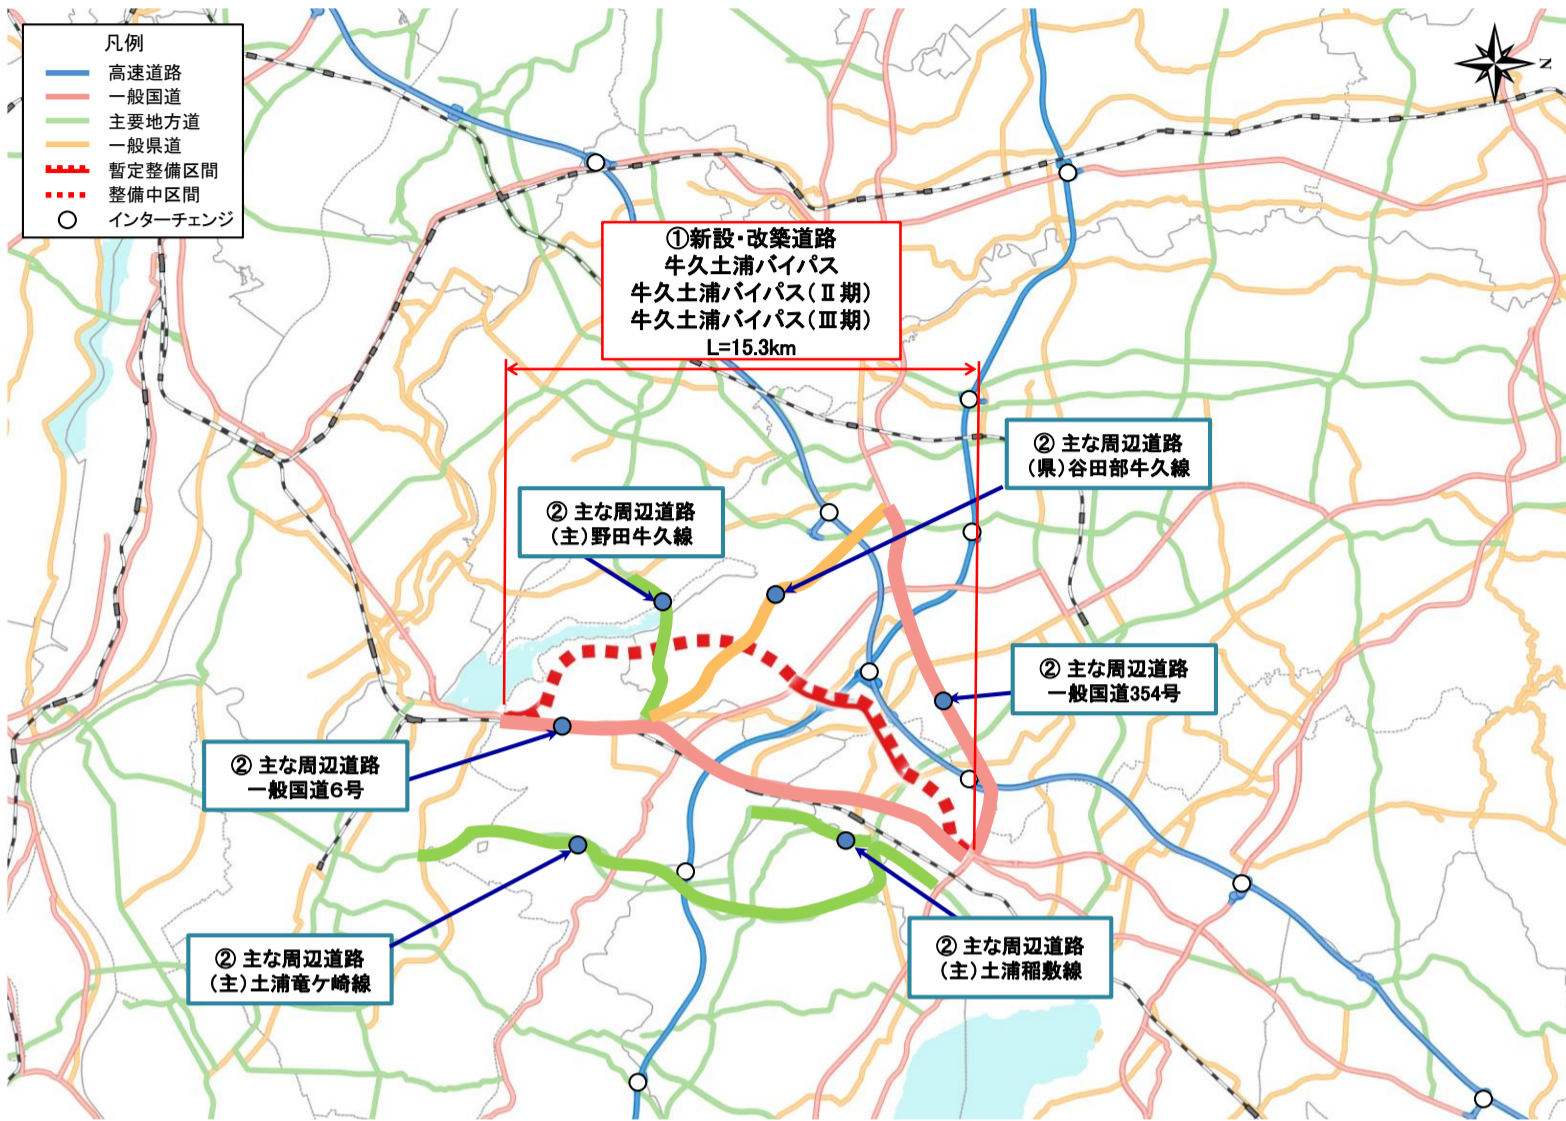 凡例
高速道路
一般国道
主要地方道
一般県道
暫定整備区間
整備中区間
インターチェンジ
N
①新設・改築道路
牛久土浦バイパス
牛久土浦バイパス(Ⅱ期)
牛久土浦バイパス(Ⅲ期)
L=15.3km
② 主な周辺道路
(県)谷田部牛久線
② 主な周辺道路
(主)野田牛久線
② 主な周辺道路
一般国道354号
② 主な周辺道路
一般国道6号
② 主な周辺道路
(主)土浦竜ケ崎線
② 主な周辺道路
(主)土浦稲敷線